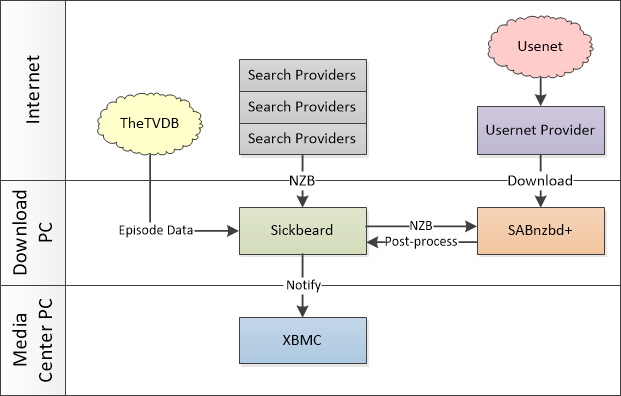 Internet
Usenet
Search Providers
Search Providers
Search Providers
TheTVDB
Usernet Provider
NZB
Download
Download
PC
Episode Data
Sickbeard
NZB
Post-process
SABnzbd+
Notify
Media
Center PC
XBMC